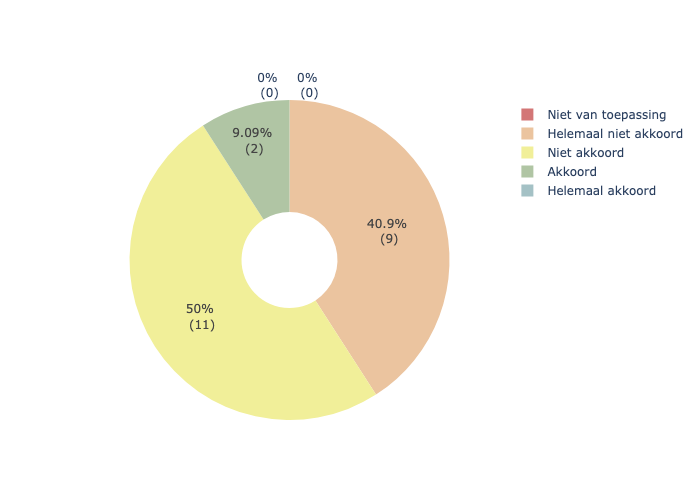 0%
(0)
0%
(0)
9.09%
(2)
40.9%
(9)
50%
(11)
Niet van toepassing
Helemaal niet akkoord
Niet akkoord
Akkoord
Helemaal akkoord